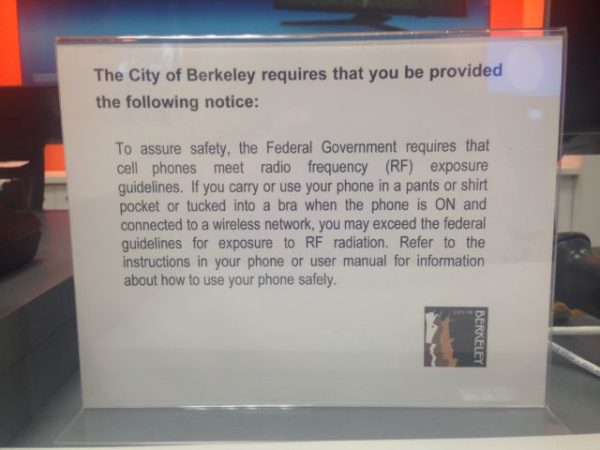 The City of Berkeley requires that you be provided
the following notice:
To assure safety, the Federal Government requires that
cell phones meet radio frequency (RF) exposure
guidelines. If you carry or use your phone in a pants or shirt
pocket or tucked into a bra when the phone is ON and
connected to a wireless network, you may exceed the federal
guidelines for exposure to RF radiation. Refer to the
instructions in your phone or user manual for information
about how to use your phone safely.
CITY OF
BERKELEY